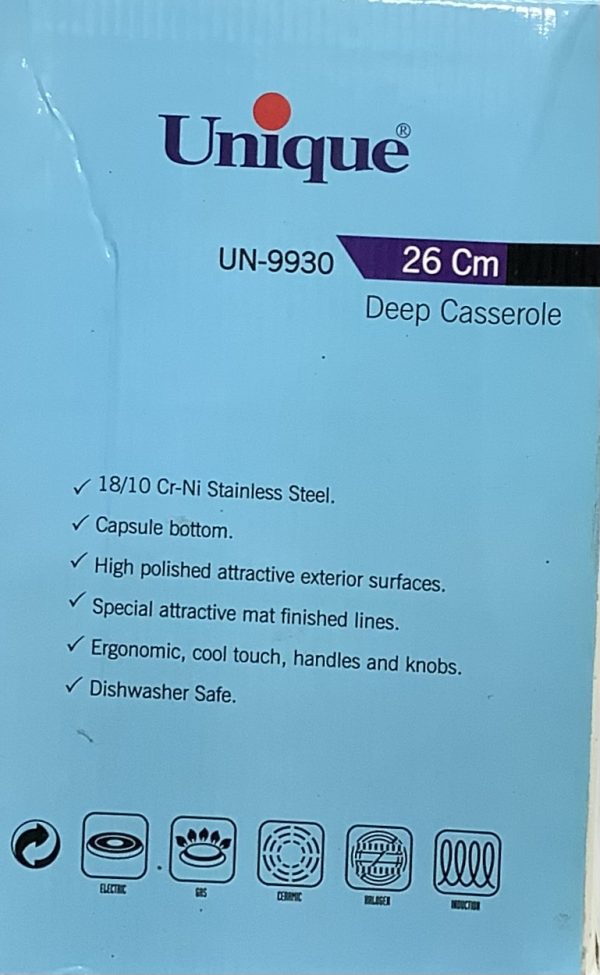 Unique®
UN-9930 26 Cm
Deep Casserole
✓ 18/10 Cr-Ni Stainless Steel.
✓ Capsule bottom.
✓ High polished attractive exterior surfaces.
✓ Special attractive mat finished lines.
✓ Ergonomic, cool touch, handles and knobs.
✓ Dishwasher Safe.
ELECTRIC GAS CERAMIC HALOGEN INDUCTION